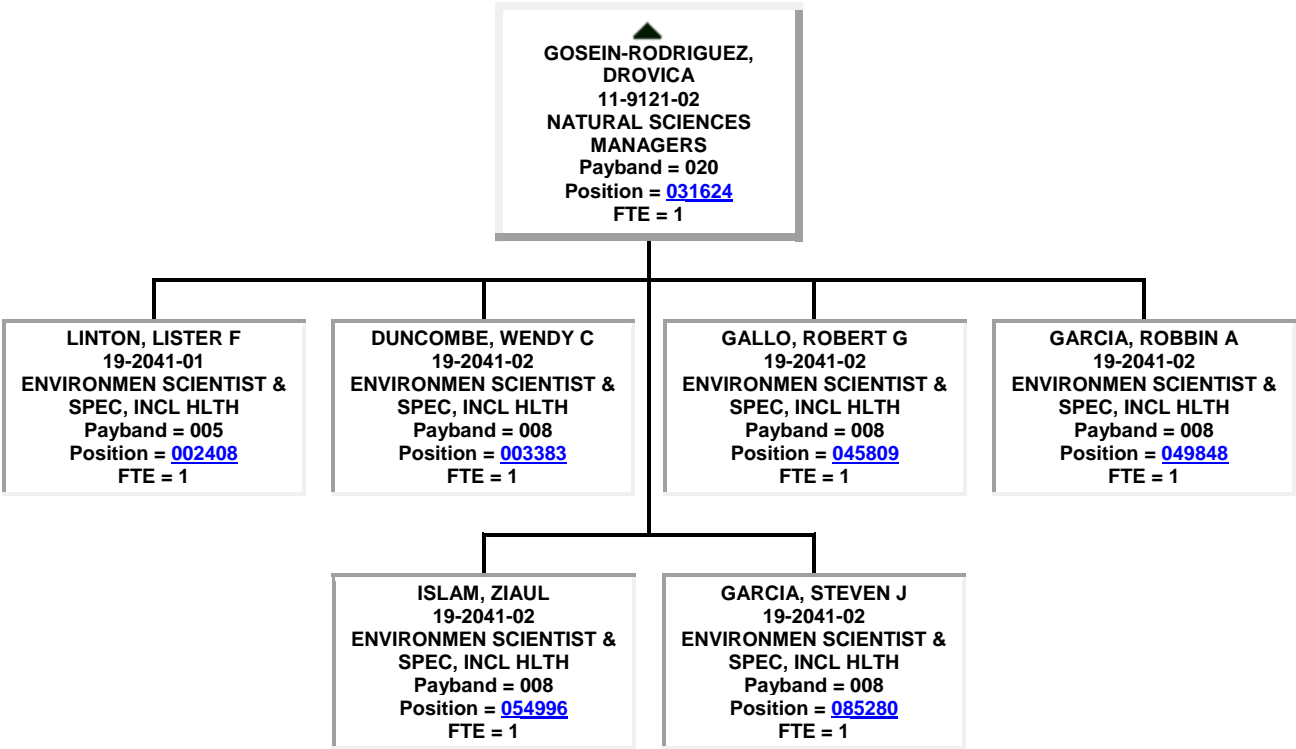 GOSEIN-RODRIGUEZ,
DROVICA
11-9121-02
NATURAL SCIENCES
MANAGERS
Payband = 020
Position = 031624
FTE = 1
LINTON, LISTER F
19-2041-01
ENVIRONMEN SCIENTIST &
SPEC, INCL HLTH
Payband = 005
Position = 002408
FTE = 1
DUNCOMBE, WENDY C
19-2041-02
ENVIRONMEN SCIENTIST &
SPEC, INCL HLTH
Payband = 008
Position = 003383
FTE = 1
GALLO, ROBERT G
19-2041-02
ENVIRONMEN SCIENTIST &
SPEC, INCL HLTH
Payband = 008
Position = 045809
FTE = 1
GARCIA, ROBBIN A
19-2041-02
ENVIRONMEN SCIENTIST &
SPEC, INCL HLTH
Payband = 008
Position = 049848
FTE = 1
ISLAM, ZIAUL
19-2041-02
ENVIRONMEN SCIENTIST &
SPEC, INCL HLTH
Payband = 008
Position = 054996
FTE = 1
GARCIA, STEVEN J
19-2041-02
ENVIRONMEN SCIENTIST &
SPEC, INCL HLTH
Payband = 008
Position = 085280
FTE = 1